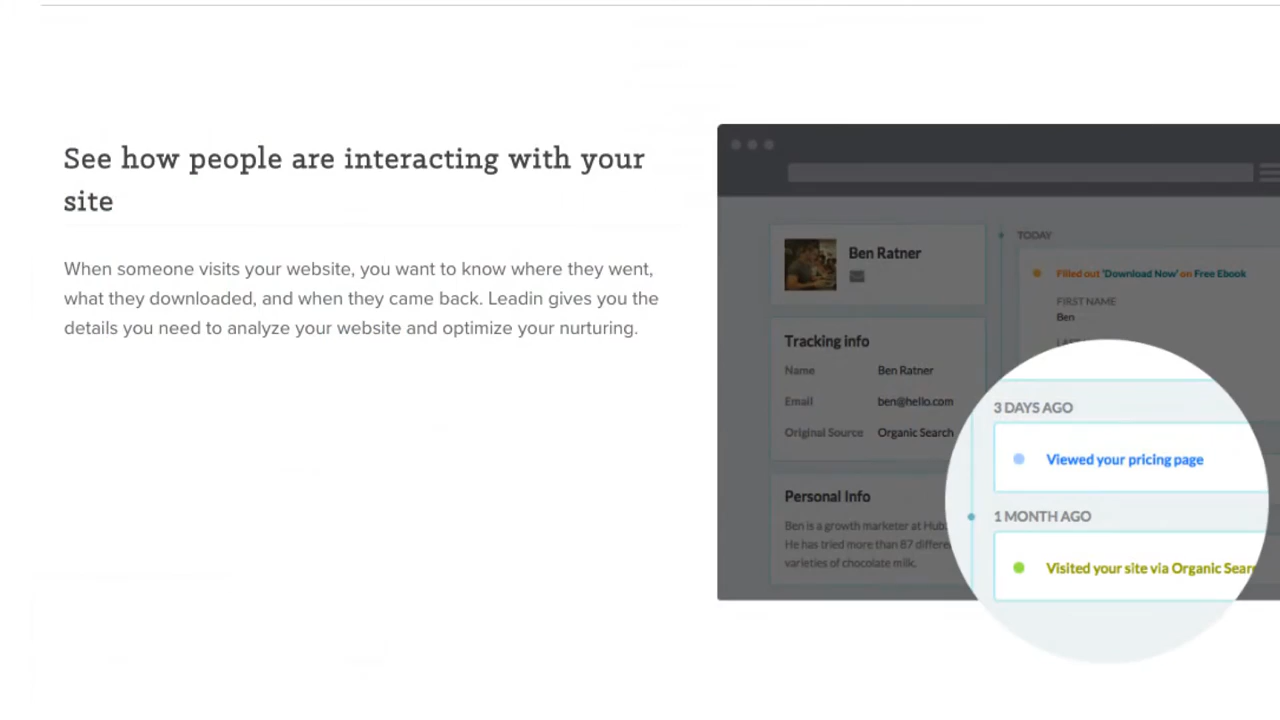 See how people are interacting with your
site
When someone visits your website, you want to know where they went,
what they downloaded, and when they came back. Leadin gives you the
details you need to analyze your website and optimize your nurturing.
Ben Ratner
Tracking info
Name Ben Ratner
Email ben@hello.com
Original Source Organic Search
Personal Info
Ben is a growth marketer at
He has tried more than 87
varieties of chocolate milk.
TODAY
Filled out 'Download Now' on Free Ebook
FIRST NAME
Ben
3 DAYS AGO
Viewed your pricing page
1 MONTH AGO
Visited your site via Organic